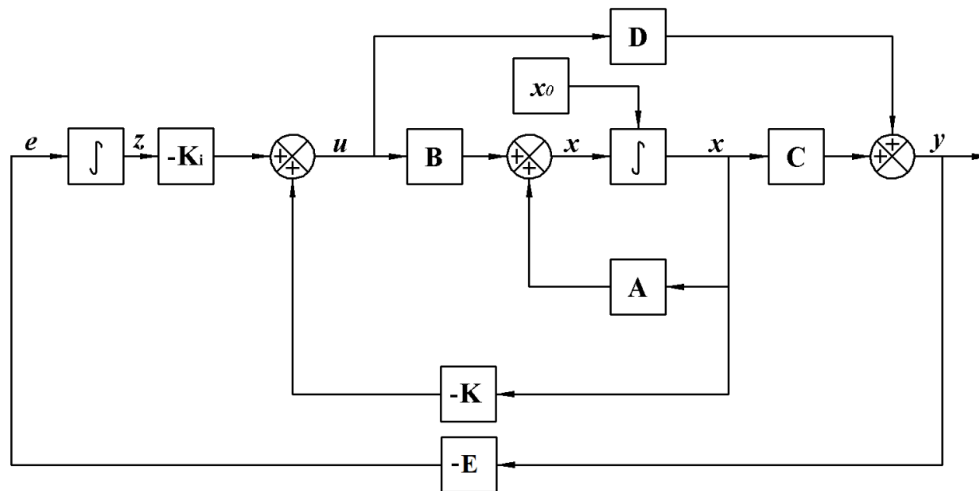 D
x₀
e ∫ z -Kᵢ + + u B + + x ∫ x C + + y
A
-K
-E